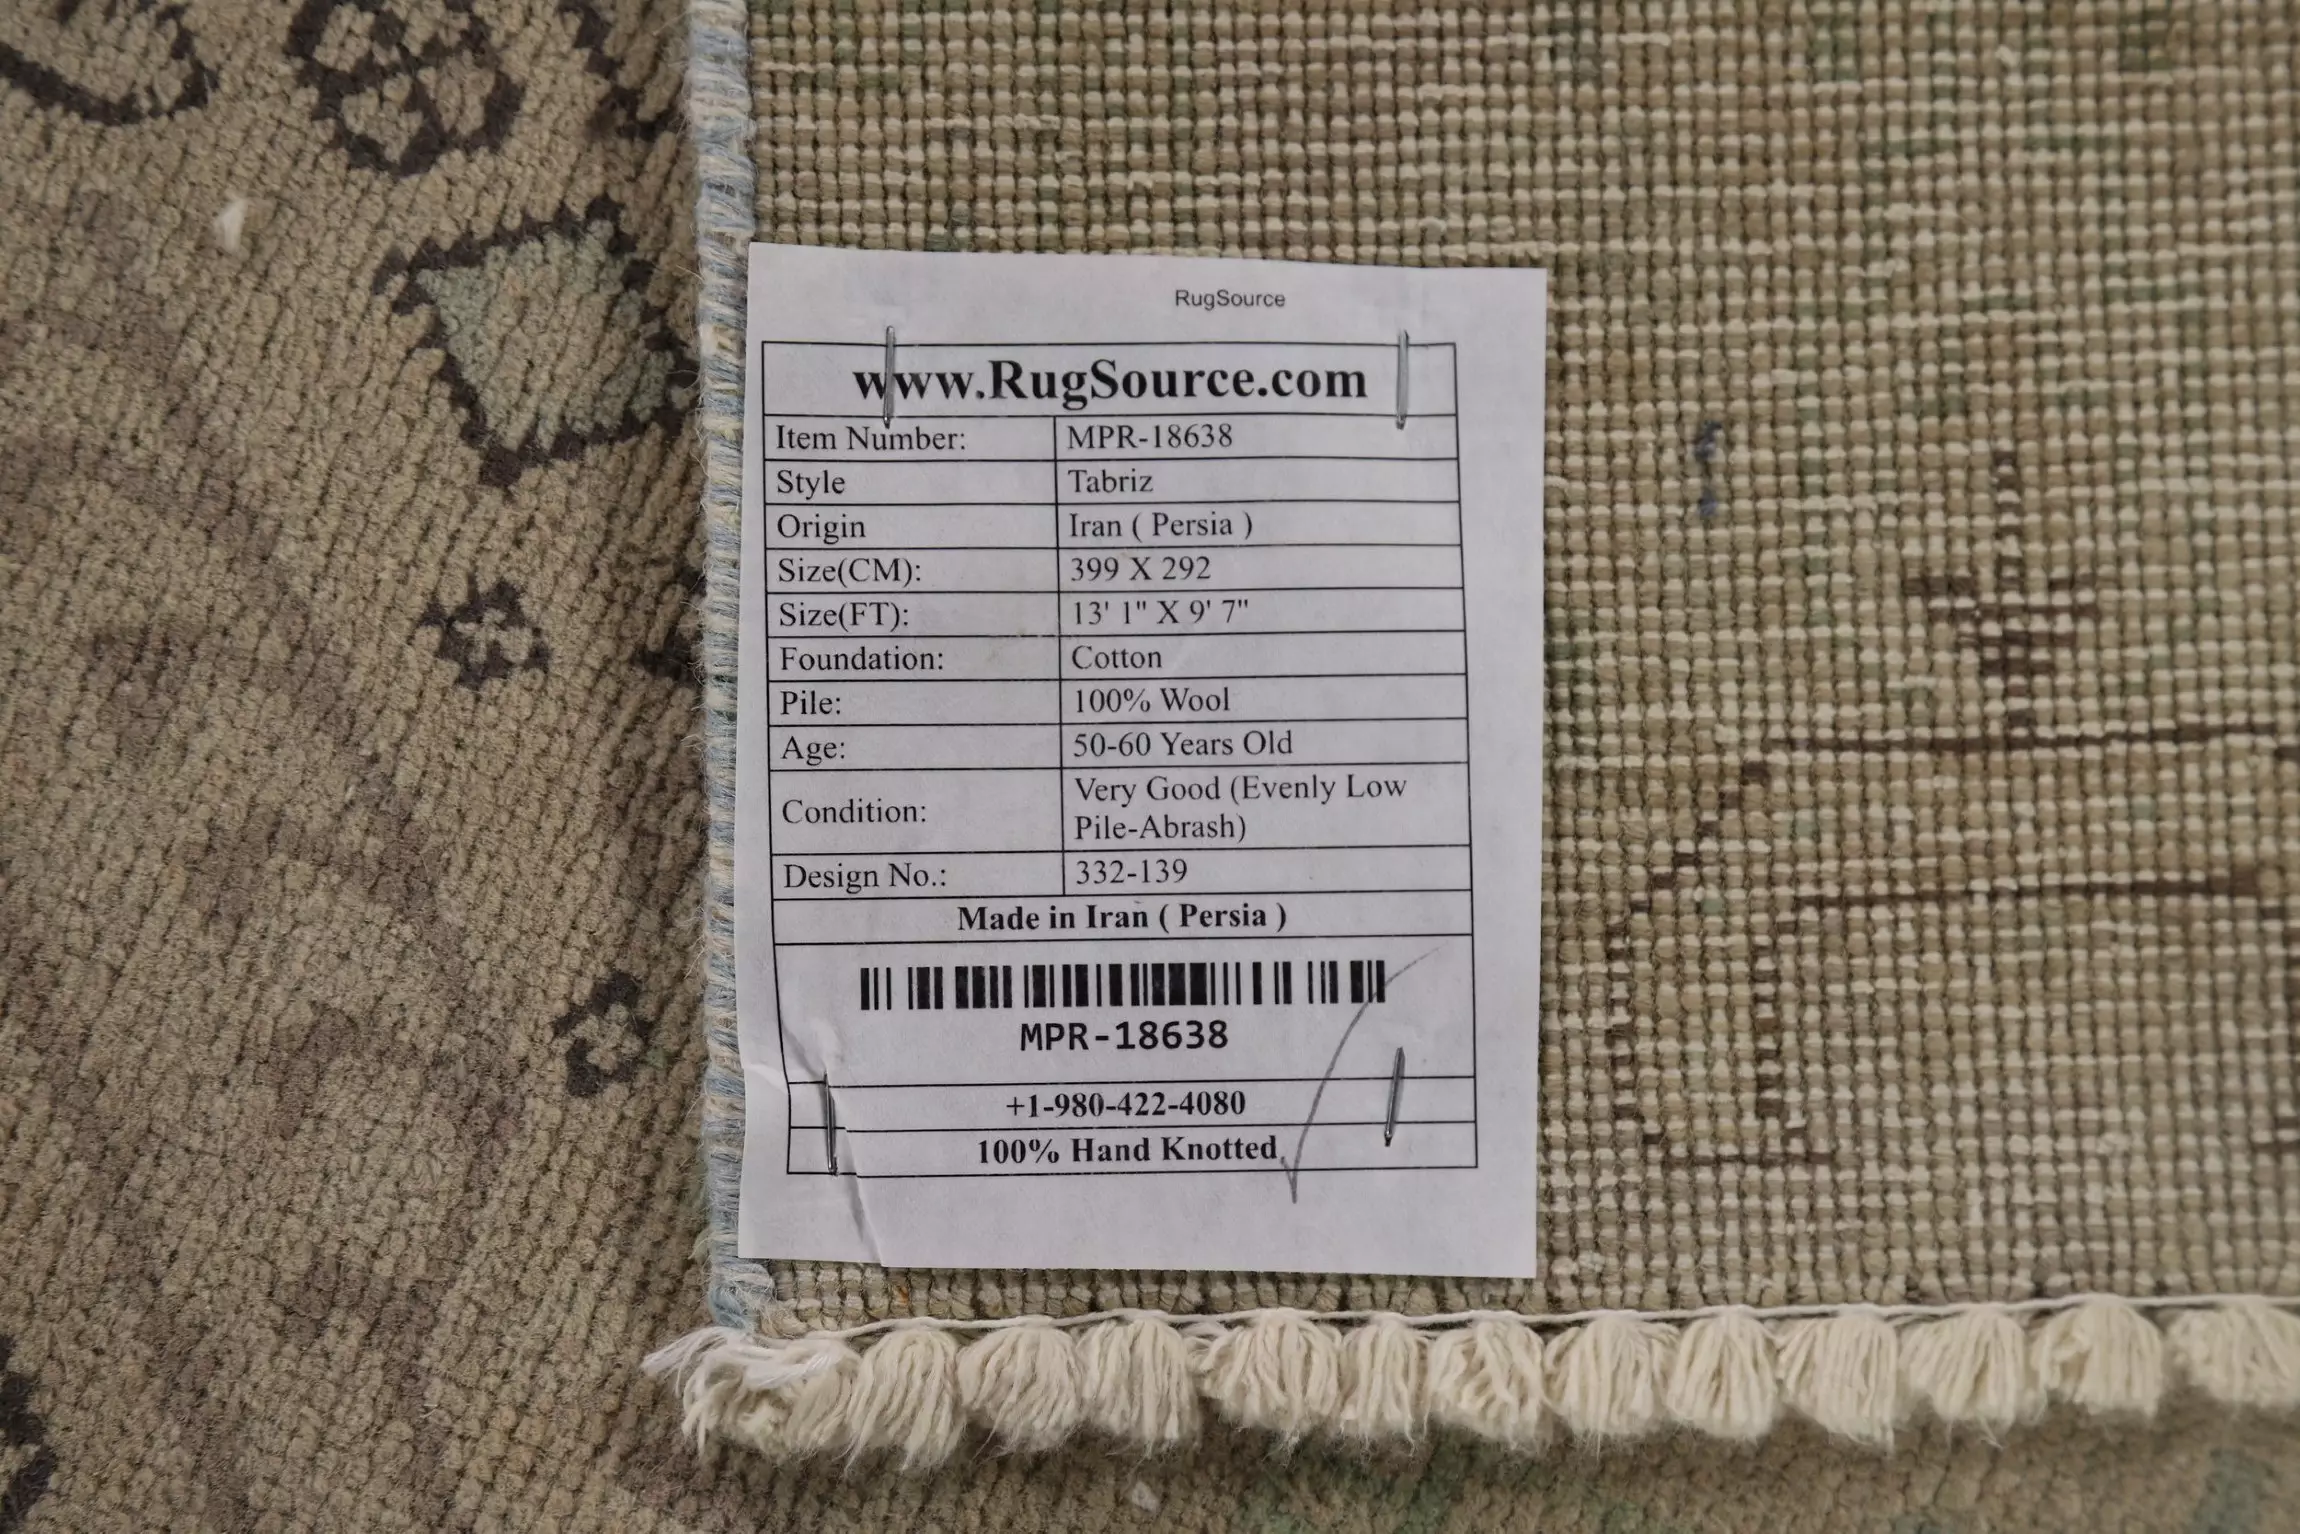 RugSource
www.RugSource.com
Item Number: MPR-18638
Style Tabriz
Origin Iran ( Persia )
Size(CM): 399 X 292
Size(FT): 13' 1" X 9' 7"
Foundation: Cotton
Pile: 100% Wool
Age: 50-60 Years Old
Condition: Very Good (Evenly Low
Pile-Abrash)
Design No.: 332-139
Made in Iran ( Persia )
MPR-18638
+1-980-422-4080
100% Hand Knotted